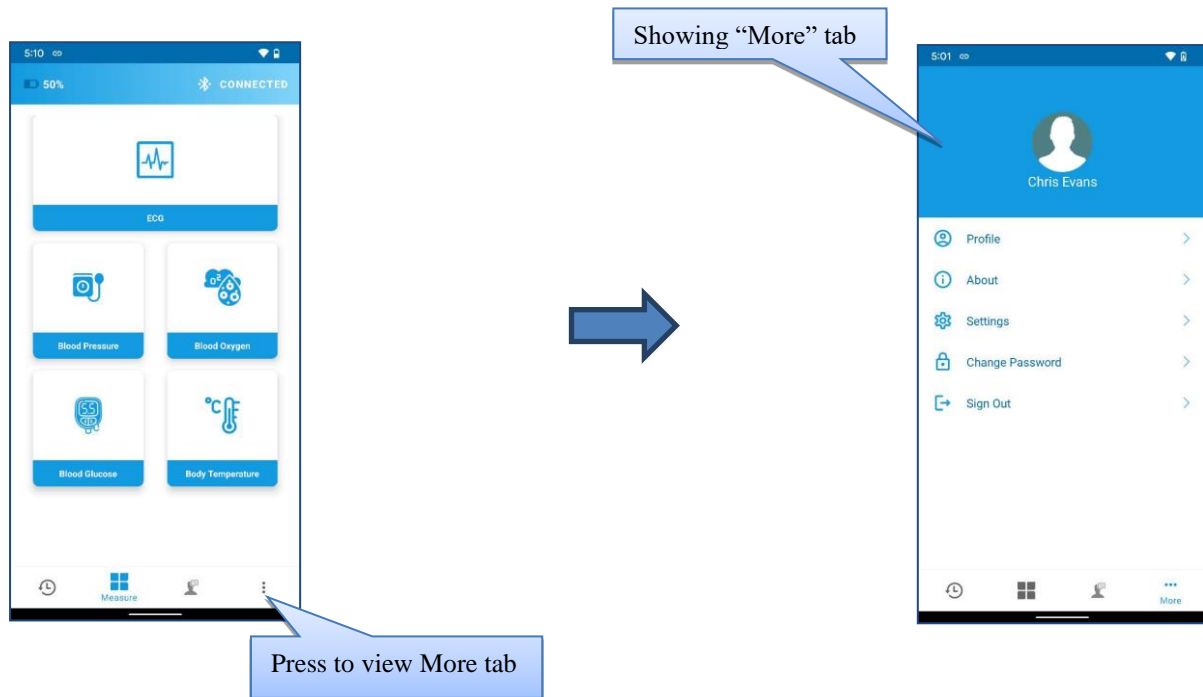 Showing “More” tab
5:10
50%
CONNECTED
ECG
Blood Pressure
Blood Oxygen
Blood Glucose
Body Temperature
Measure
Press to view More tab
5:01
Chris Evans
Profile
About
Settings
Change Password
Sign Out
More